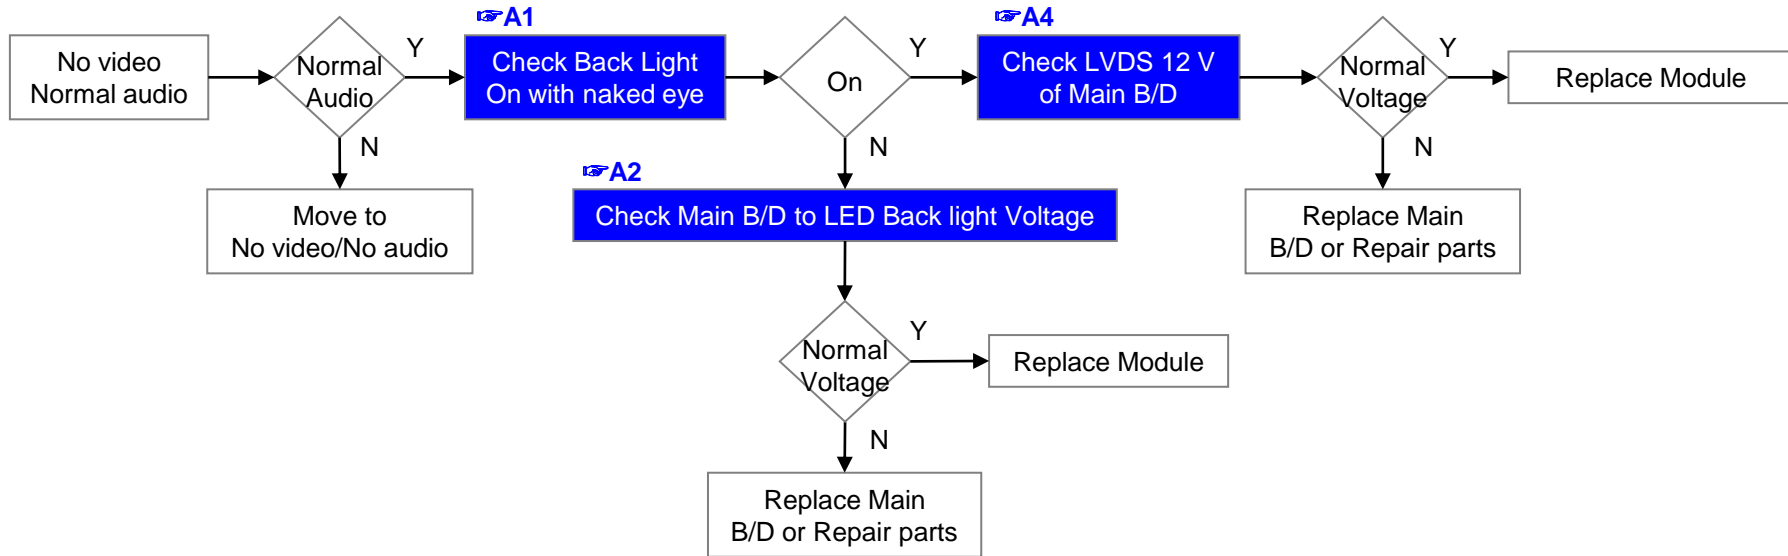 ☞A1
☞A4
No video
Normal audio
Normal
Audio
Y
Check Back Light
On with naked eye
On
Y
Check LVDS 12 V
of Main B/D
Normal
Voltage
Y
Replace Module
N
N
N
☞A2
Move to
No video/No audio
Check Main B/D to LED Back light Voltage
Replace Main
B/D or Repair parts
Normal
Voltage
Y
Replace Module
N
Replace Main
B/D or Repair parts